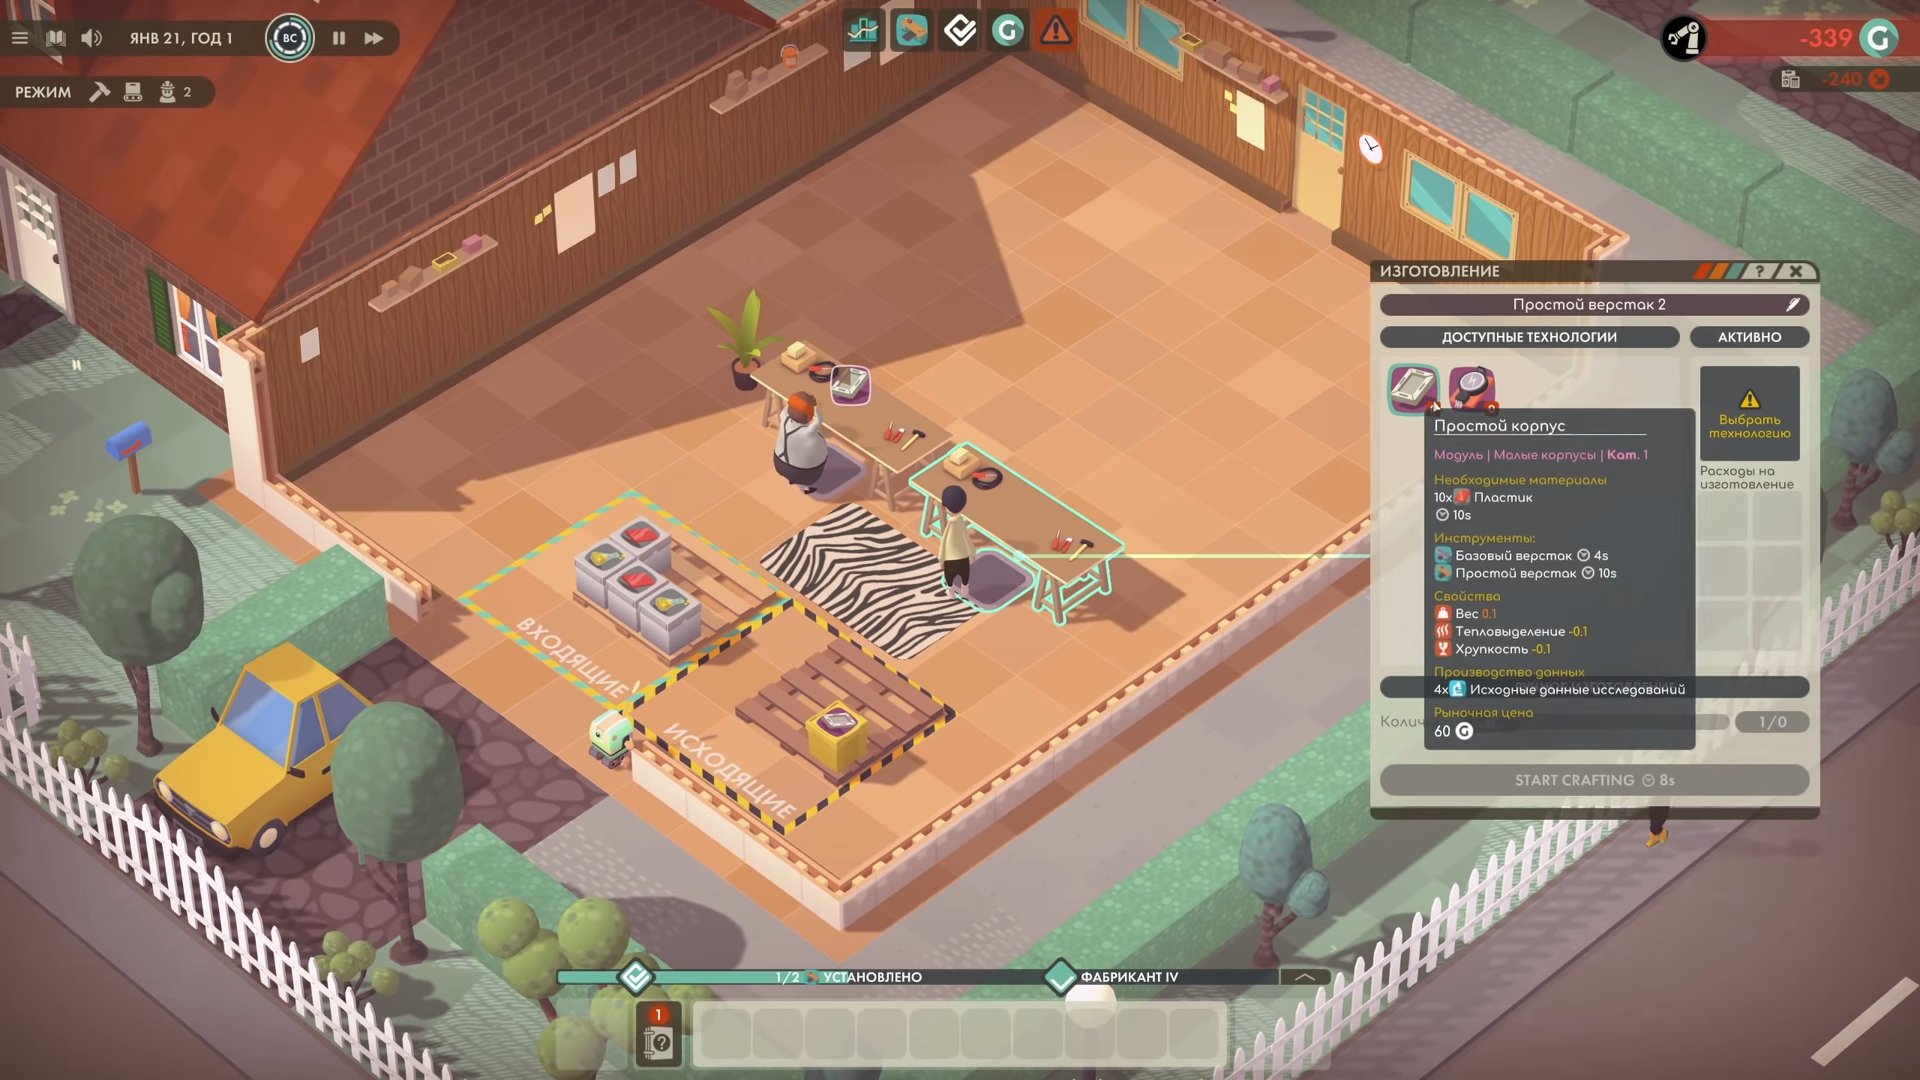 ЯНВ 21, ГОД 1
ВС
-339
-240
РЕЖИМ
2
ИЗГОТОВЛЕНИЕ
?
Простой верстак 2
ДОСТУПНЫЕ ТЕХНОЛОГИИ
АКТИВНО
Выбрать
технологию
Расходы на
изготовление
Простой корпус
Модуль | Малые корпусы | Кат. 1
Необходимые материалы
10x Пластик
10s
Инструменты:
Базовый верстак 4s
Простой верстак 10s
Свойства
Вес 0.1
Тепловыделение -0.1
Хрупкость -0.1
Производство данных
4x Исходные данные исследований
Рыночная цена
60 G
Колич
1/0
START CRAFTING 8s
ВХОДЯЩИЕ
ИСХОДЯЩИЕ
1/2 УСТАНОВЛЕНО
ФАБРИКАНТ IV
1
?